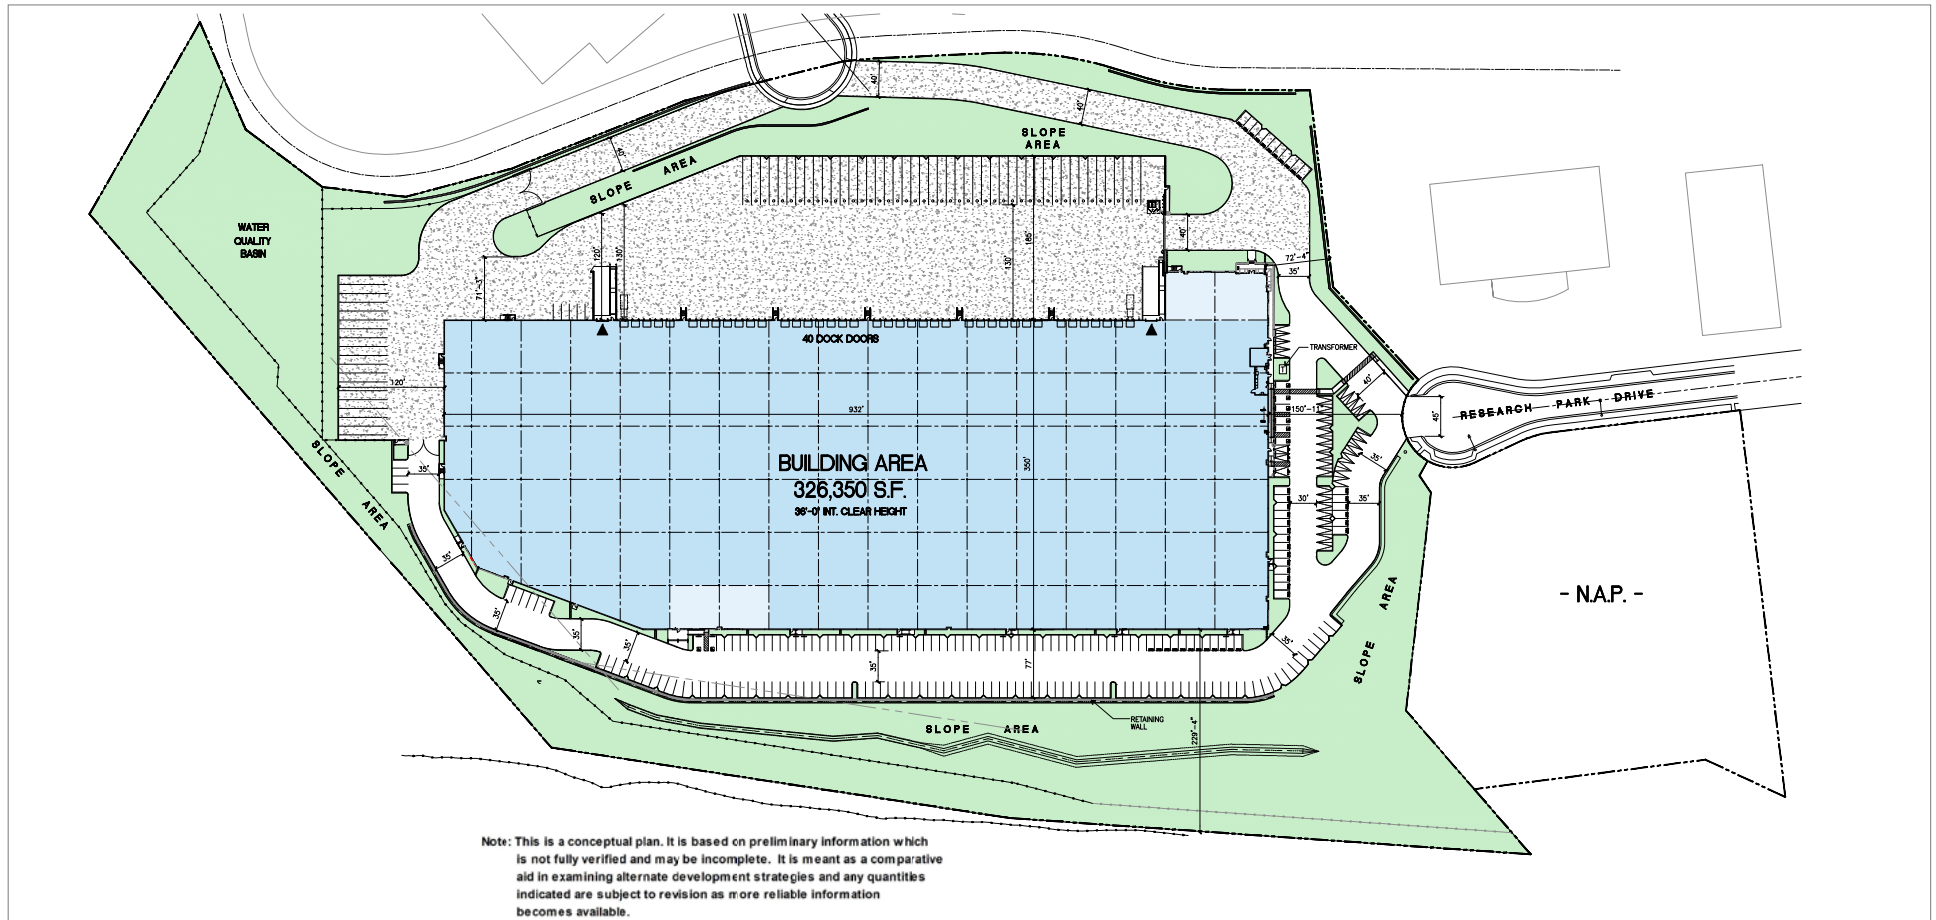 40'
40'
SLOPE
AREA
40'
SLOPE AREA
WATER
QUALITY
BASIN
120'
130'
185'
130'
40'
72'-4"
35'
71'-3"
40 DOCK DOORS
TRANSFORMER
120'
932'
150'-11"
40'
45'
RESEARCH PARK DRIVE
SLOPE AREA
35'
BUILDING AREA
326,350 S.F.
36'-0" INT. CLEAR HEIGHT
350'
35'
30'
35'
35'
- N.A.P. -
SLOPE AREA
35'
35'
35'
35'
35'
77'
RETAINING
WALL
SLOPE AREA
229'-4"
Note: This is a conceptual plan. It is based on preliminary information which
is not fully verified and may be incomplete. It is meant as a comparative
aid in examining alternate development strategies and any quantities
indicated are subject to revision as more reliable information
becomes available.